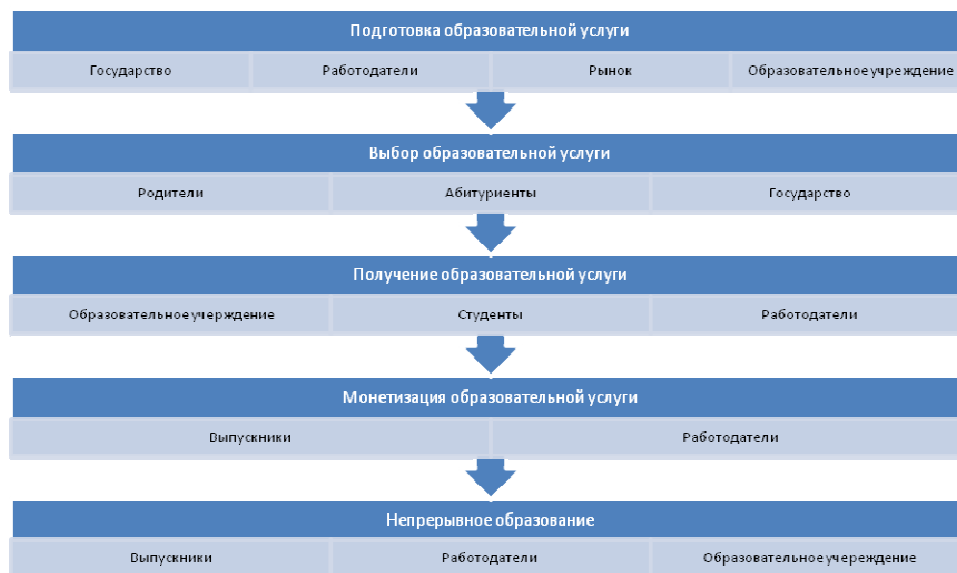 Подготовка образовательной услуги
Государство Работодатели Рынок Образовательное учреждение
Выбор образовательной услуги
Родители Абитуриенты Государство
Получение образовательной услуги
Образовательное учерждение Студенты Работодатели
Монетизация образовательной услуги
Выпускники Работодатели
Непрерывное образование
Выпускники Работодатели Образовательное учереждение